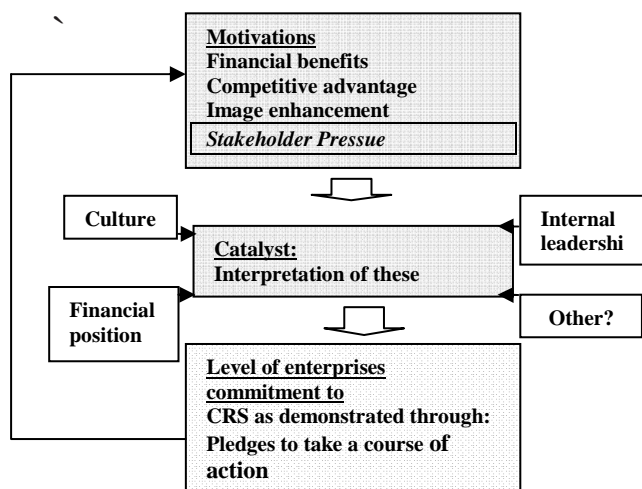 `
Motivations
Financial benefits
Competitive advantage
Image enhancement
Stakeholder Pressue
Culture
Internal
leadershi
Catalyst:
Interpretation of these
Financial
position
Other?
Level of enterprises
commitment to
CRS as demonstrated through:
Pledges to take a course of
action